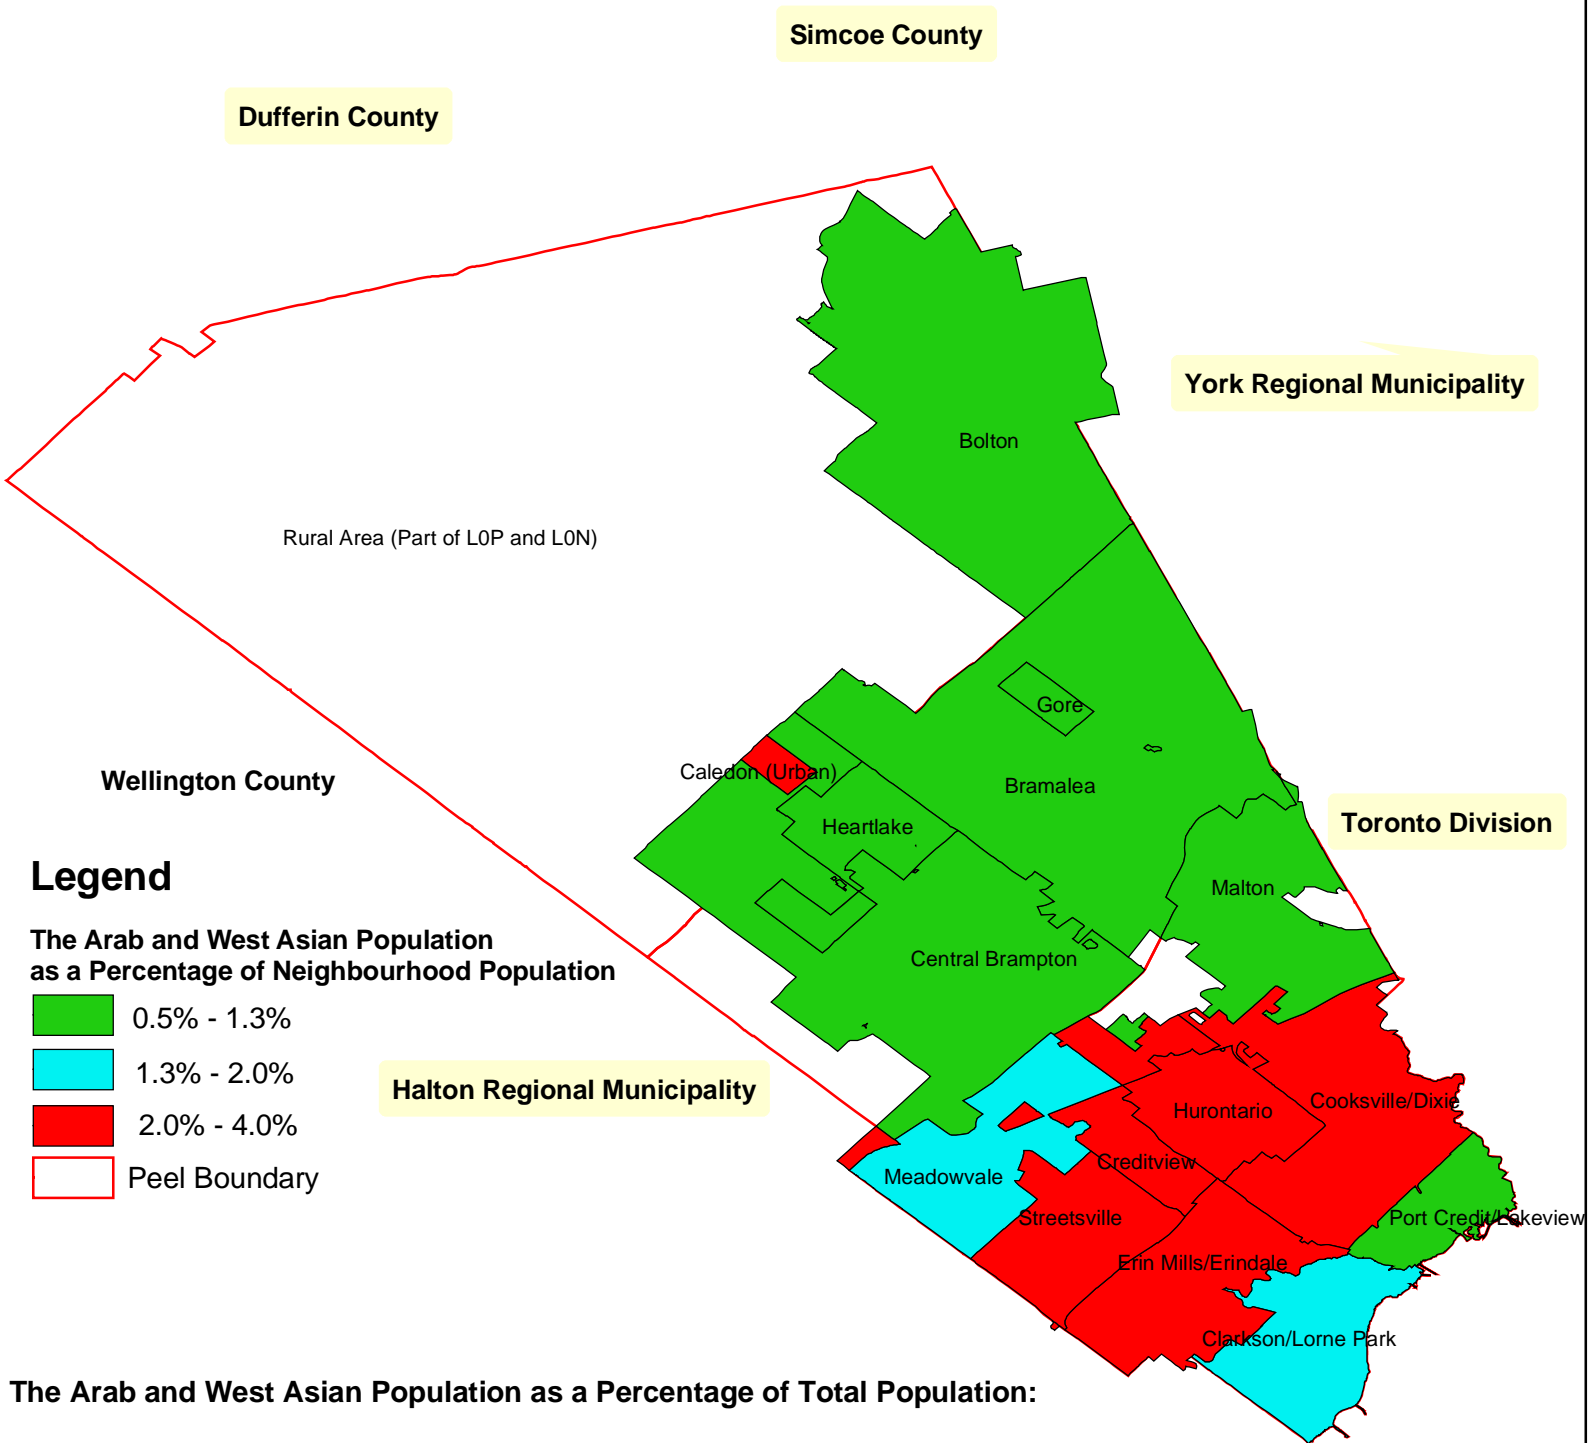 Simcoe County
Dufferin County
York Regional Municipality
Bolton
Rural Area (Part of L0P and L0N)
Gore
Caledon (Urban)
Wellington County
Bramalea
Heartlake
Toronto Division
Legend
Malton
The Arab and West Asian Population
as a Percentage of Neighbourhood Population
Central Brampton
0.5% - 1.3%
1.3% - 2.0%
Halton Regional Municipality
2.0% - 4.0%
Hurontario
Cooksville/Dixie
Peel Boundary
Creditview
Meadowvale
Streetsville
Port Credit/Lakeview
Erin Mills/Erindale
Clarkson/Lorne Park
The Arab and West Asian Population as a Percentage of Total Population: